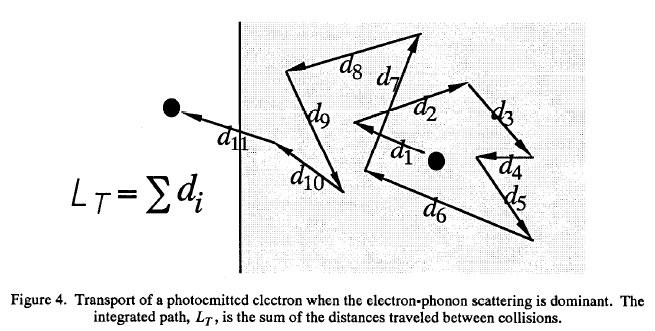 d8
d7
d2
d9
d3
d11
d1
d4
d10
d5
d6
L_T = ∑ d_i
Figure 4. Transport of a photoemitted electron when the electron-phonon scattering is dominant. The
integrated path, L_T, is the sum of the distances traveled between collisions.